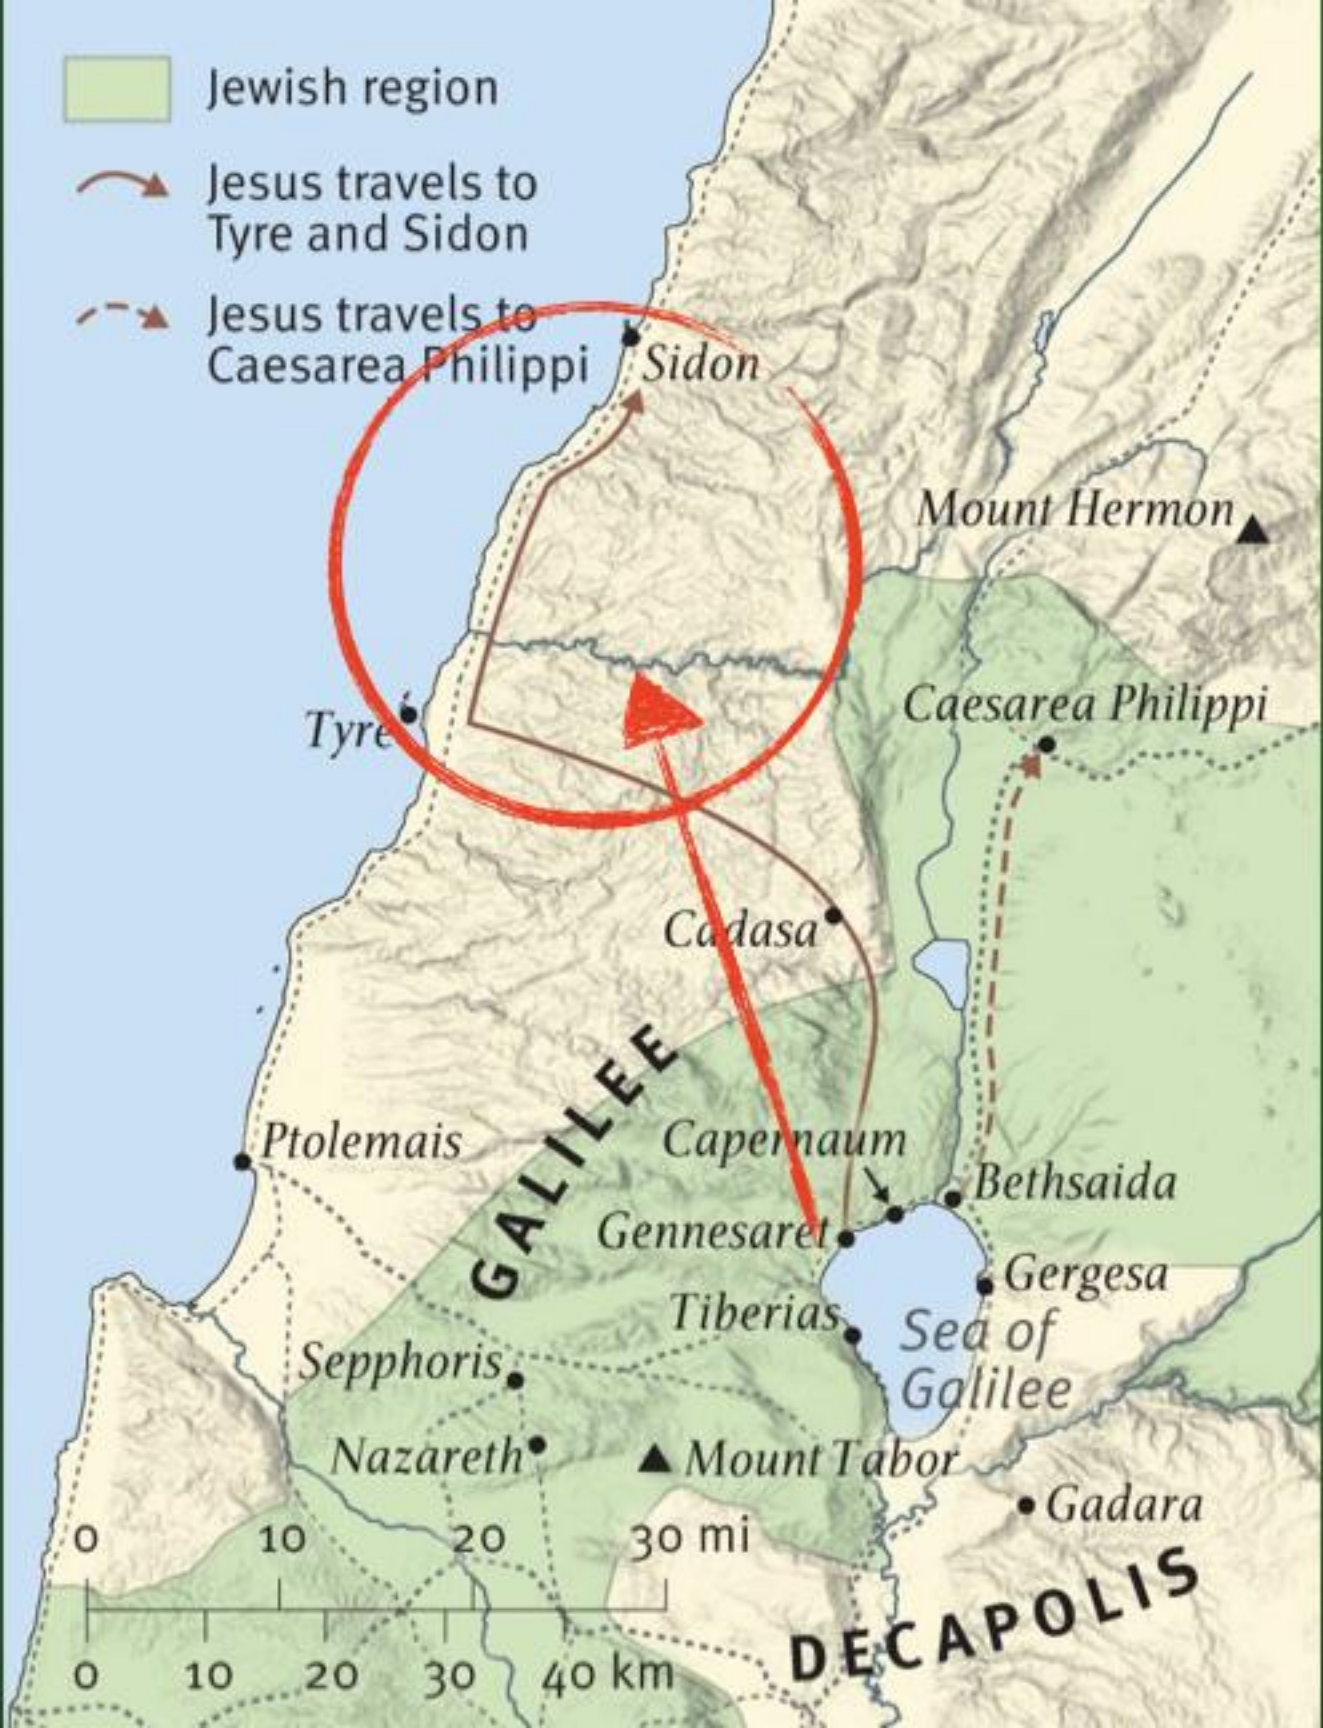 Jewish region
Jesus travels to
Tyre and Sidon
Jesus travels to
Caesarea Philippi
Sidon
Mount Hermon
Caesarea Philippi
Tyre
Cadasa
GALILEE
Ptolemais
Capernaum
Bethsaida
Gennesaret
Gergesa
Tiberias
Sea of
Galilee
Sepphoris
Nazareth
Mount Tabor
Gadara
0 10 20 30 mi
DECAPOLIS
0 10 20 30 40 km